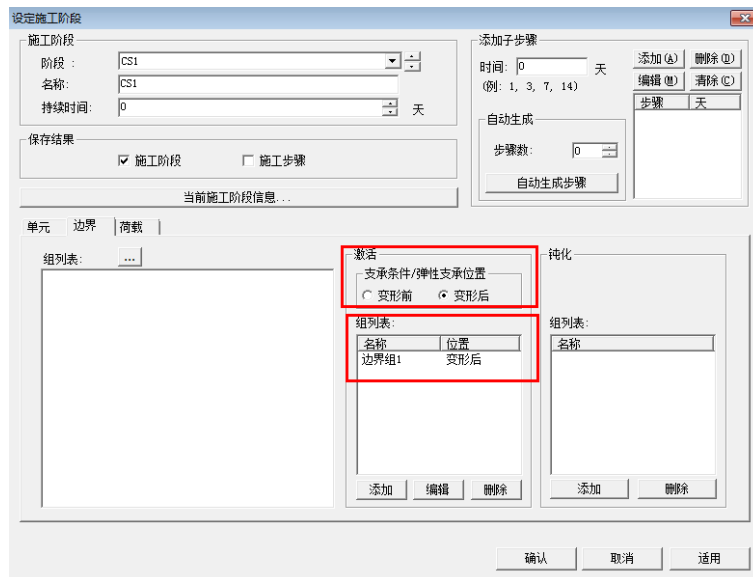 设定施工阶段
施工阶段
阶段 : CS1
名称: CS1
持续时间: 0 天
保存结果
施工阶段 施工步骤
当前施工阶段信息...
添加子步骤
时间: 0 天
(例: 1, 3, 7, 14)
添加(A) 删除(D)
编辑(M) 清除(C)
步骤 天
自动生成
步骤数: 0
自动生成步骤
单元 边界 荷载
组列表: ...
激活
支承条件/弹性支承位置
变形前 变形后
组列表:
名称 位置
边界组1 变形后
添加 编辑 删除
钝化
组列表:
名称
添加 删除
确认 取消 适用